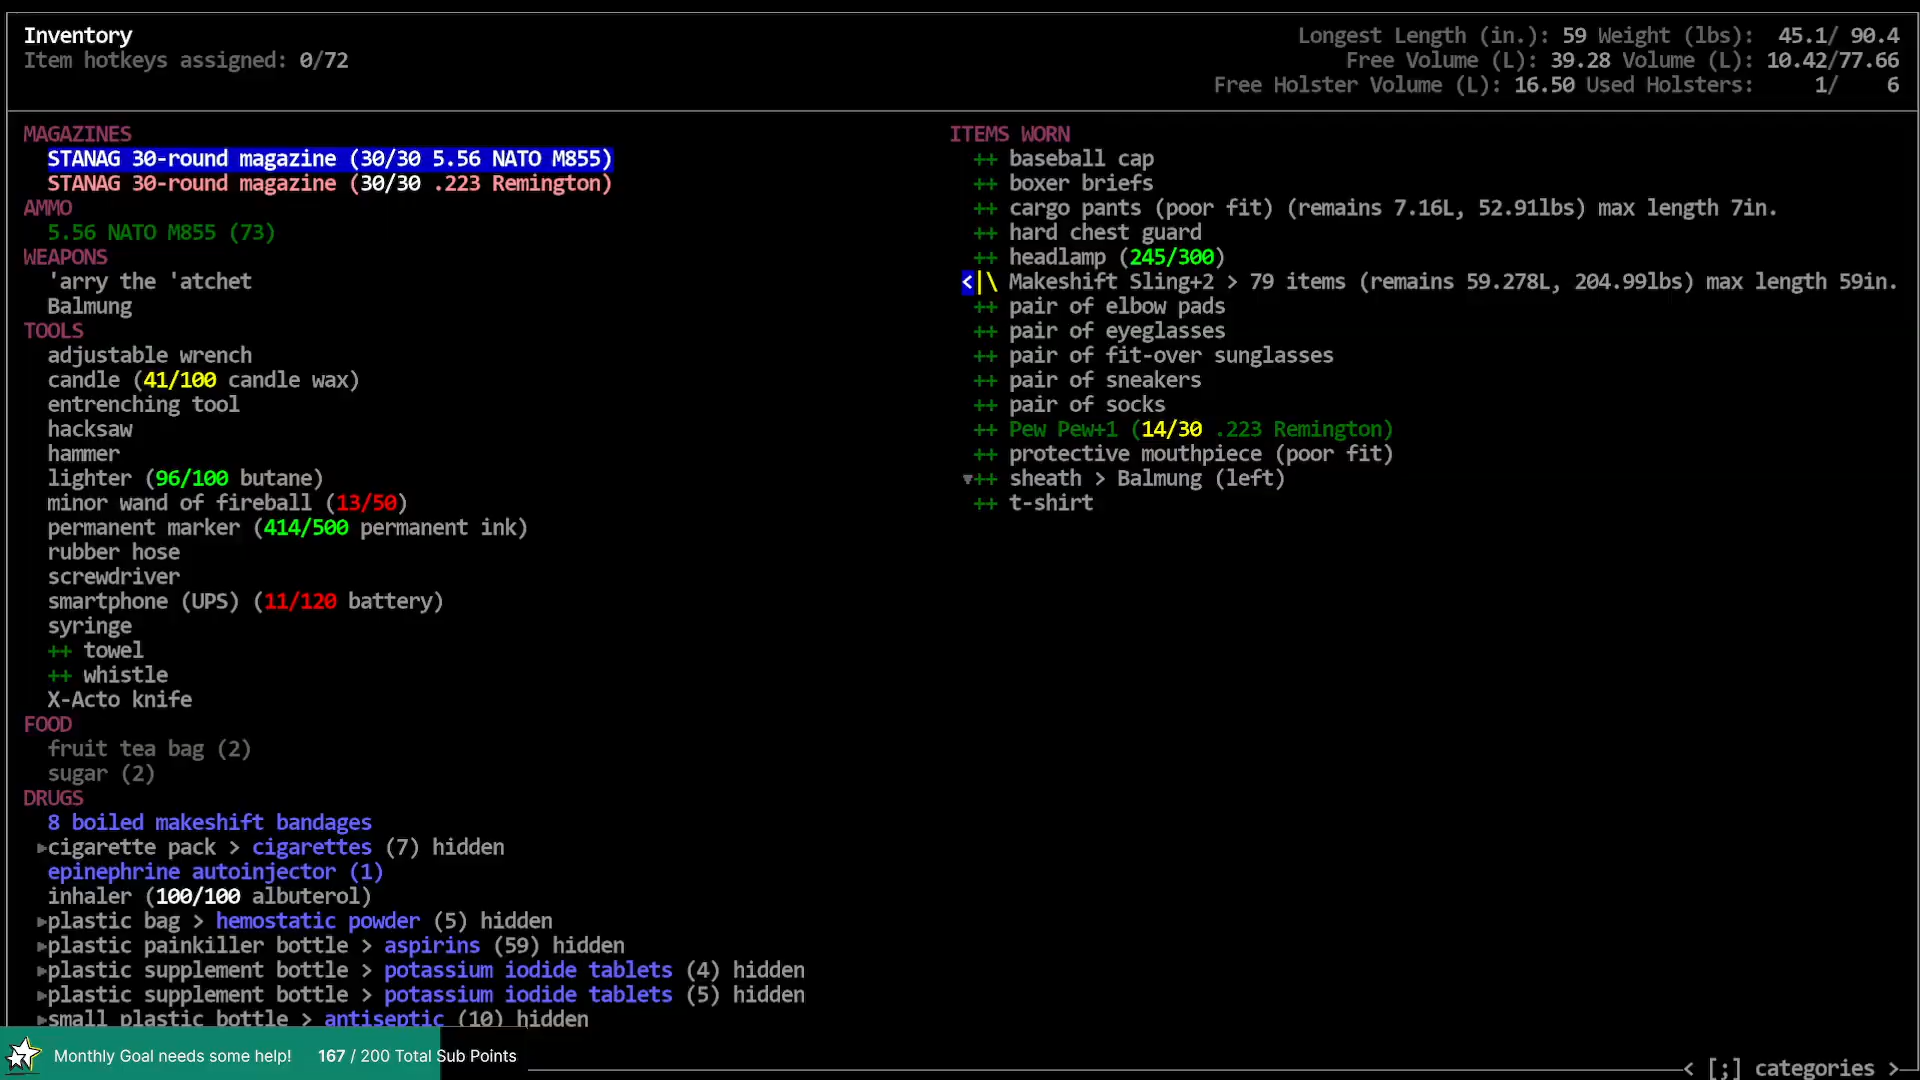 Inventory
Item hotkeys assigned: 0/72
Longest Length (in.): 59 Weight (lbs): 45.1/ 90.4
Free Volume (L): 39.28 Volume (L): 10.42/77.66
Free Holster Volume (L): 16.50 Used Holsters: 1/ 6
MAGAZINES
STANAG 30-round magazine (30/30 5.56 NATO M855)
STANAG 30-round magazine (30/30 .223 Remington)
AMMO
5.56 NATO M855 (73)
WEAPONS
'arry the 'atchet
Balmung
TOOLS
adjustable wrench
candle (41/100 candle wax)
entrenching tool
hacksaw
hammer
lighter (96/100 butane)
minor wand of fireball (13/50)
permanent marker (414/500 permanent ink)
rubber hose
screwdriver
smartphone (UPS) (11/120 battery)
syringe
++ towel
++ whistle
X-Acto knife
FOOD
fruit tea bag (2)
sugar (2)
DRUGS
8 boiled makeshift bandages
▸cigarette pack > cigarettes (7) hidden
epinephrine autoinjector (1)
inhaler (100/100 albuterol)
▸plastic bag > hemostatic powder (5) hidden
▸plastic painkiller bottle > aspirins (59) hidden
▸plastic supplement bottle > potassium iodide tablets (4) hidden
▸plastic supplement bottle > potassium iodide tablets (5) hidden
▸small plastic bottle > antiseptic (10) hidden
ITEMS WORN
++ baseball cap
++ boxer briefs
++ cargo pants (poor fit) (remains 7.16L, 52.91lbs) max length 7in.
++ hard chest guard
++ headlamp (245/300)
<|\ Makeshift Sling+2 > 79 items (remains 59.278L, 204.99lbs) max length 59in.
++ pair of elbow pads
++ pair of eyeglasses
++ pair of fit-over sunglasses
++ pair of sneakers
++ pair of socks
++ Pew Pew+1 (14/30 .223 Remington)
++ protective mouthpiece (poor fit)
▾++ sheath > Balmung (left)
++ t-shirt
Monthly Goal needs some help! 167 / 200 Total Sub Points
< [;] categories >